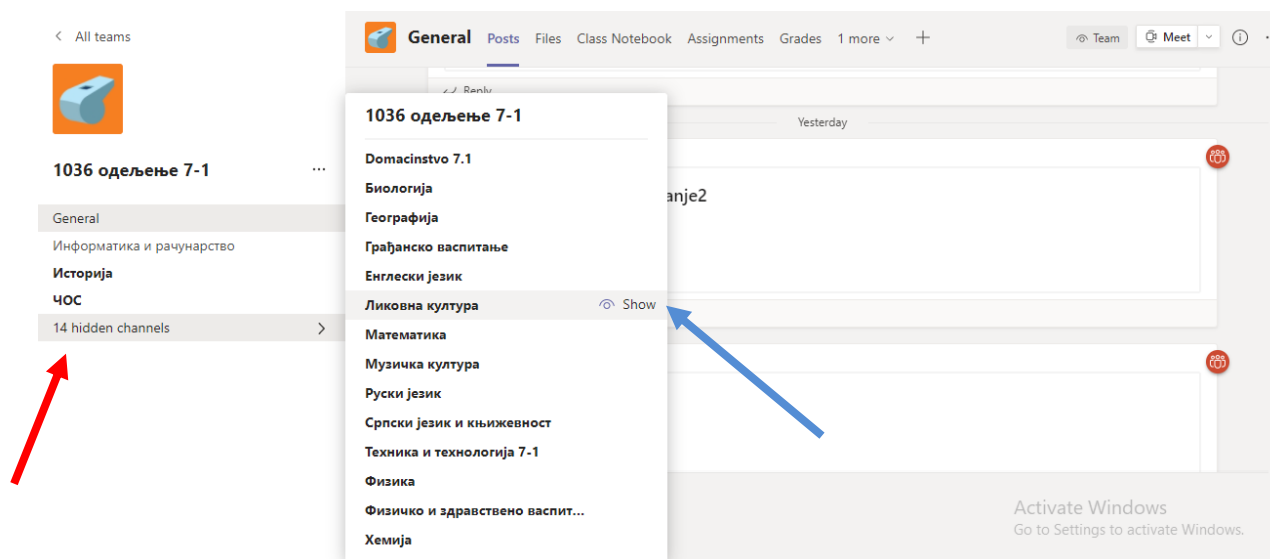 All teams
1036 одељење 7-1
General
Информатика и рачунарство
Историја
ЧОС
14 hidden channels
General Posts Files Class Notebook Assignments Grades 1 more
Team Meet
Reply
Yesterday
anje2
1036 одељење 7-1
Domacinstvo 7.1
Биологија
Географија
Грађанско васпитање
Енглески језик
Ликовна култура Show
Математика
Музичка култура
Руски језик
Српски језик и књижевност
Техника и технологија 7-1
Физика
Физичко и здравствено васпит...
Хемија
Activate Windows
Go to Settings to activate Windows.